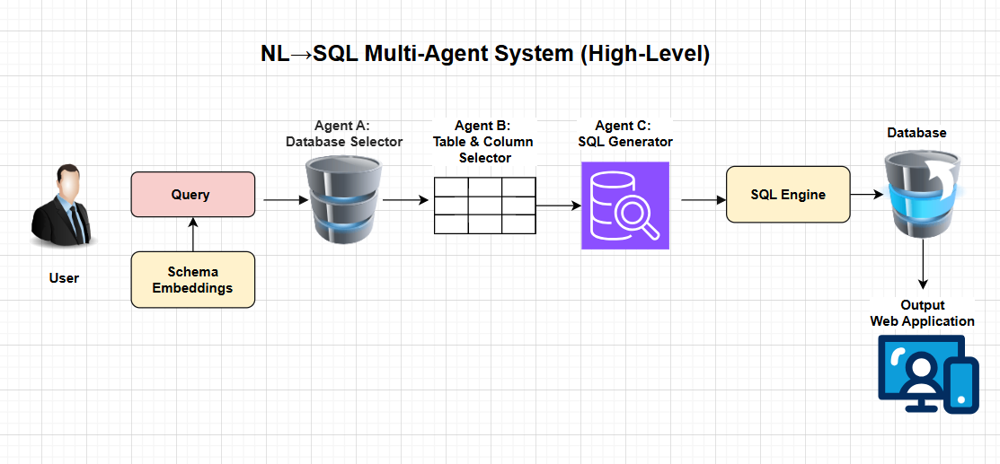 NL→SQL Multi-Agent System (High-Level)
User
Query
Schema
Embeddings
Agent A:
Database Selector
Agent B:
Table & Column
Selector
Agent C:
SQL Generator
SQL Engine
Database
Output
Web Application